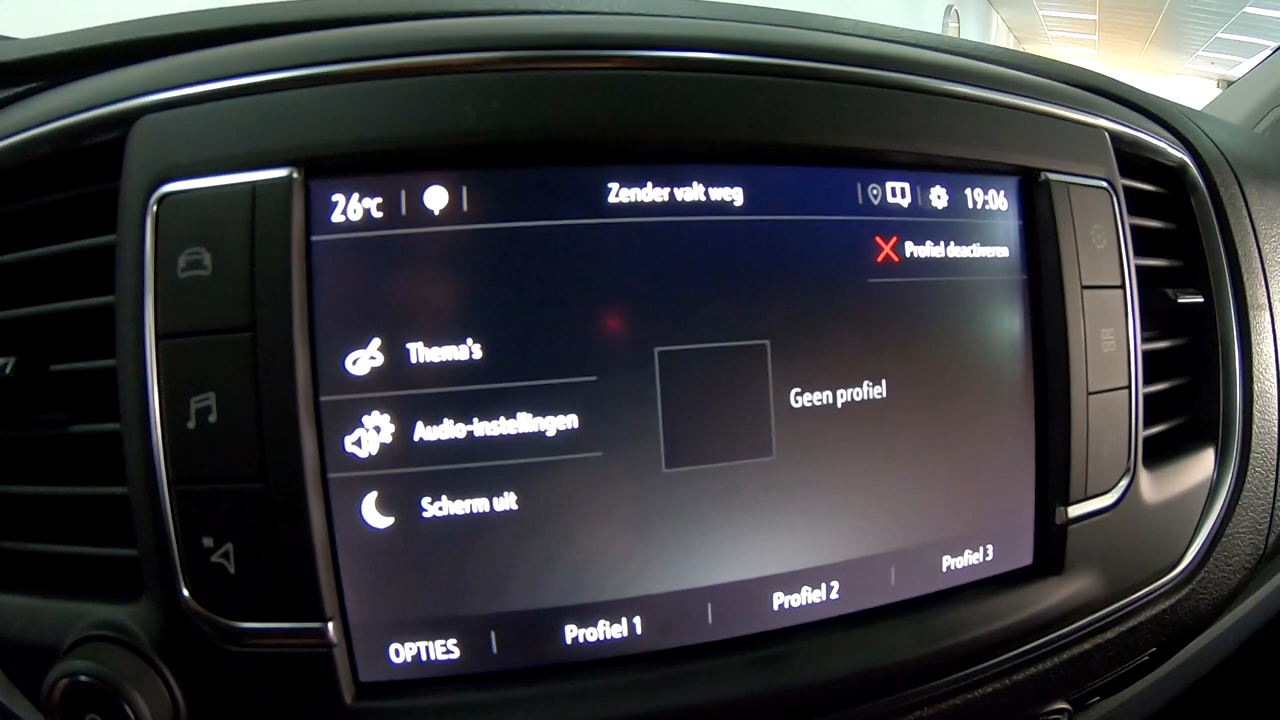 26°C
Zender valt weg
19:06
Profiel deactiveren
Thema's
Audio-instellingen
Geen profiel
Scherm uit
OPTIES
Profiel 1
Profiel 2
Profiel 3